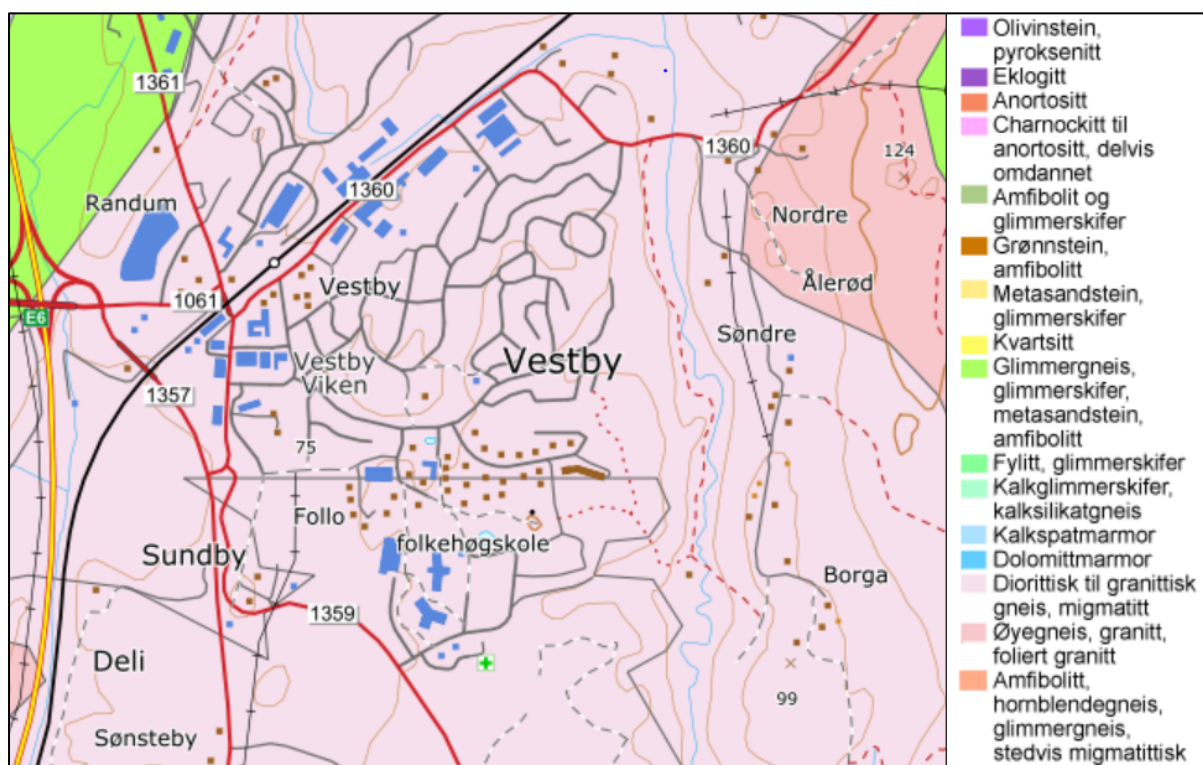 1361
124
1360
1360
Randum
Nordre
Vestby
Ålerød
1061
E6
Søndre
Vestby
Vestby
Viken
1357
75
Follo
folkehøgskole
Sundby
Borga
1359
Deli
99
Sønsteby
Olivinstein,
pyroksenitt
Eklogitt
Anortositt
Charnockitt til
anortositt, delvis
omdannet
Amfibolit og
glimmerskifer
Grønnstein,
amfibolitt
Metasandstein,
glimmerskifer
Kvartsitt
Glimmergneis,
glimmerskifer,
metasandstein,
amfibolitt
Fylitt, glimmerskifer
Kalkglimmerskifer,
kalksilikatgneis
Kalkspatmarmor
Dolomittmarmor
Diorittisk til granittisk
gneis, migmatitt
Øyegneis, granitt,
foliert granitt
Amfibolitt,
hornblendegneis,
glimmergneis,
stedvis migmatittisk